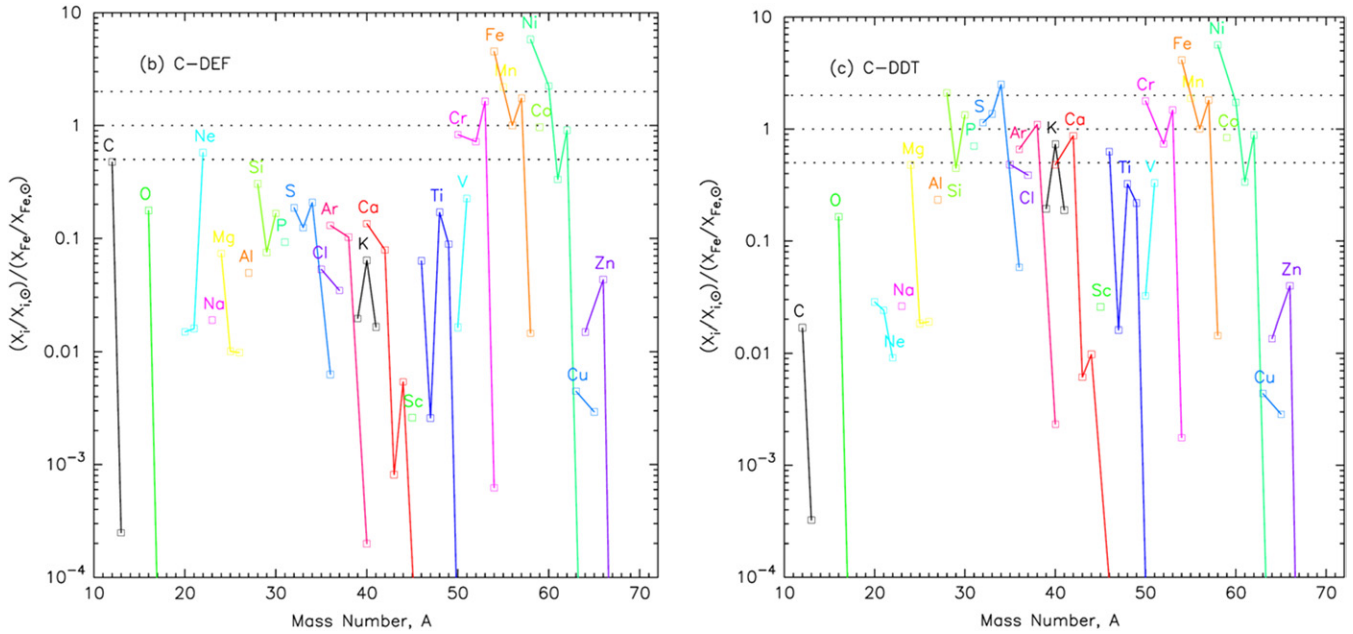 10
1
0.1
0.01
10⁻³
10⁻⁴
(Xᵢ/Xᵢ,⊙)/(X_Fe/X_Fe,⊙)
(b) C−DEF
C
O
Ne
Na
Mg
Al
Si
P
S
Cl
Ar
K
Ca
Sc
Ti
V
Cr
Mn
Fe
Co
Ni
Cu
Zn
10 20 30 40 50 60 70
Mass Number, A
10
1
0.1
0.01
10⁻³
10⁻⁴
(Xᵢ/Xᵢ,⊙)/(X_Fe/X_Fe,⊙)
(c) C−DDT
C
O
Ne
Na
Mg
Al
Si
P
S
Cl
Ar
K
Ca
Sc
Ti
V
Cr
Mn
Fe
Co
Ni
Cu
Zn
10 20 30 40 50 60 70
Mass Number, A